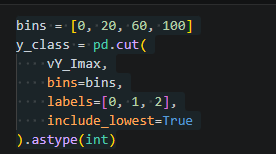 bins = [0, 20, 60, 100]
y_class = pd.cut(
    vY_Imax,
    bins=bins,
    labels=[0, 1, 2],
    include_lowest=True
).astype(int)